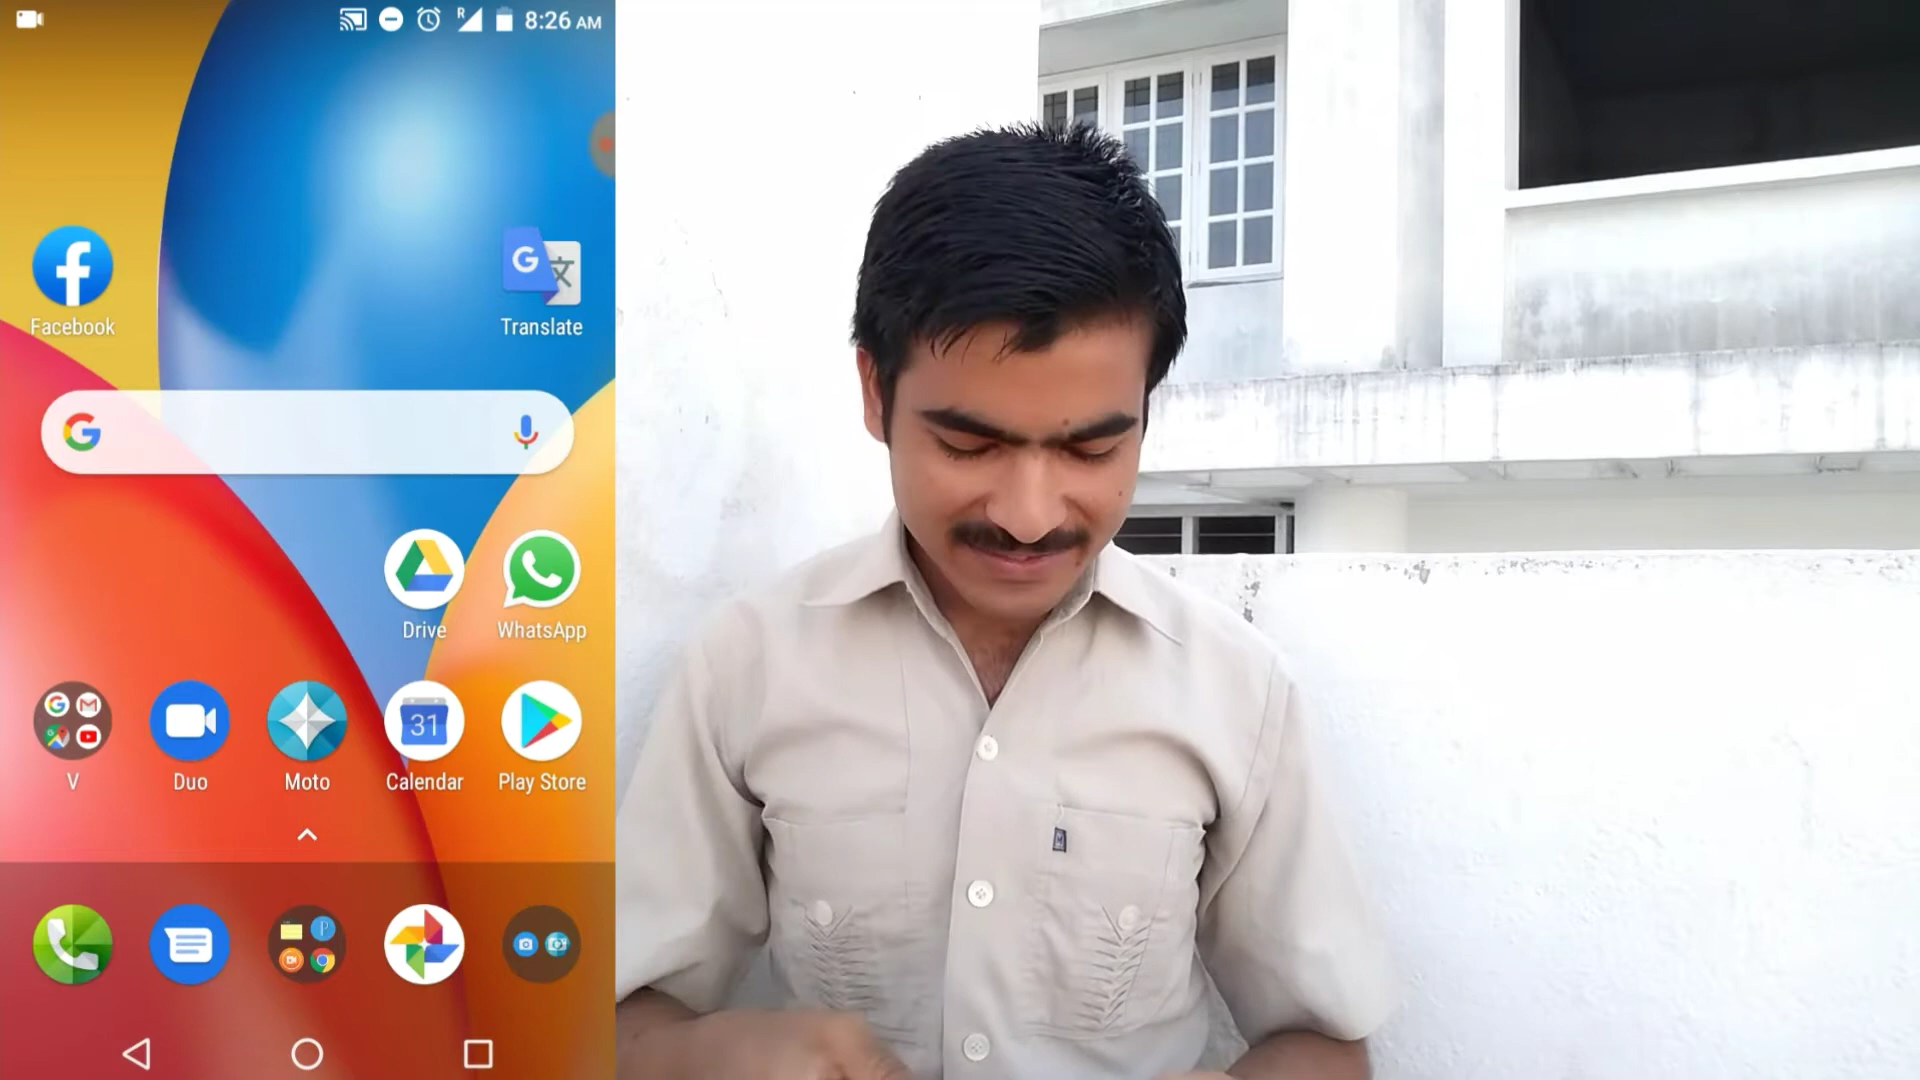 R 8:26 AM
Facebook
Translate
Drive
WhatsApp
31
V
Duo
Moto
Calendar
Play Store